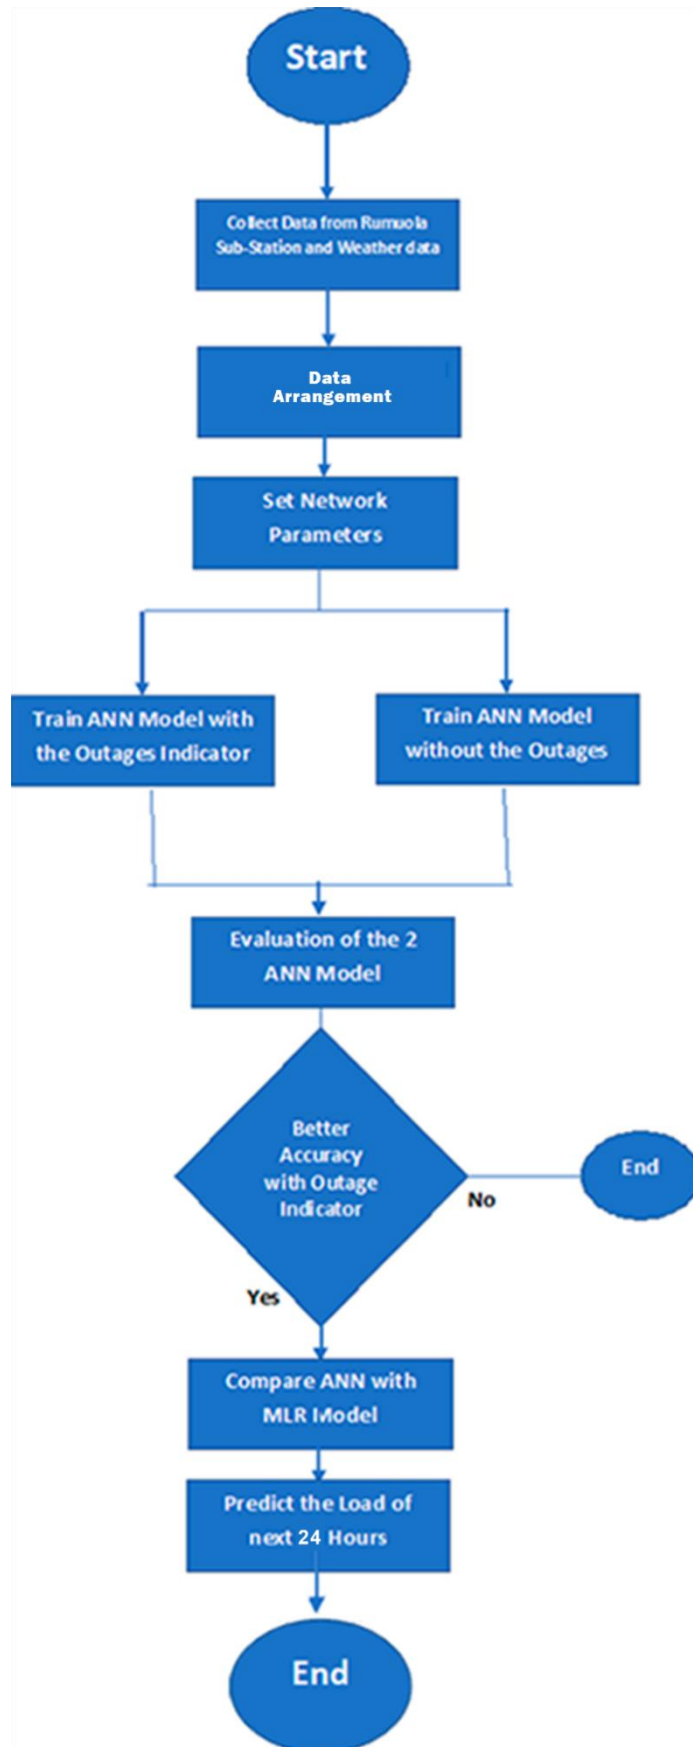 Start
Collect Data from Rumuola
Sub-Station and Weather data
Data
Arrangement
Set Network
Parameters
Train ANN Model with
the Outages Indicator
Train ANN Model
without the Outages
Evaluation of the 2
ANN Model
Better
Accuracy
with Outage
Indicator
No
End
Yes
Compare ANN with
MLR Model
Predict the Load of
next 24 Hours
End